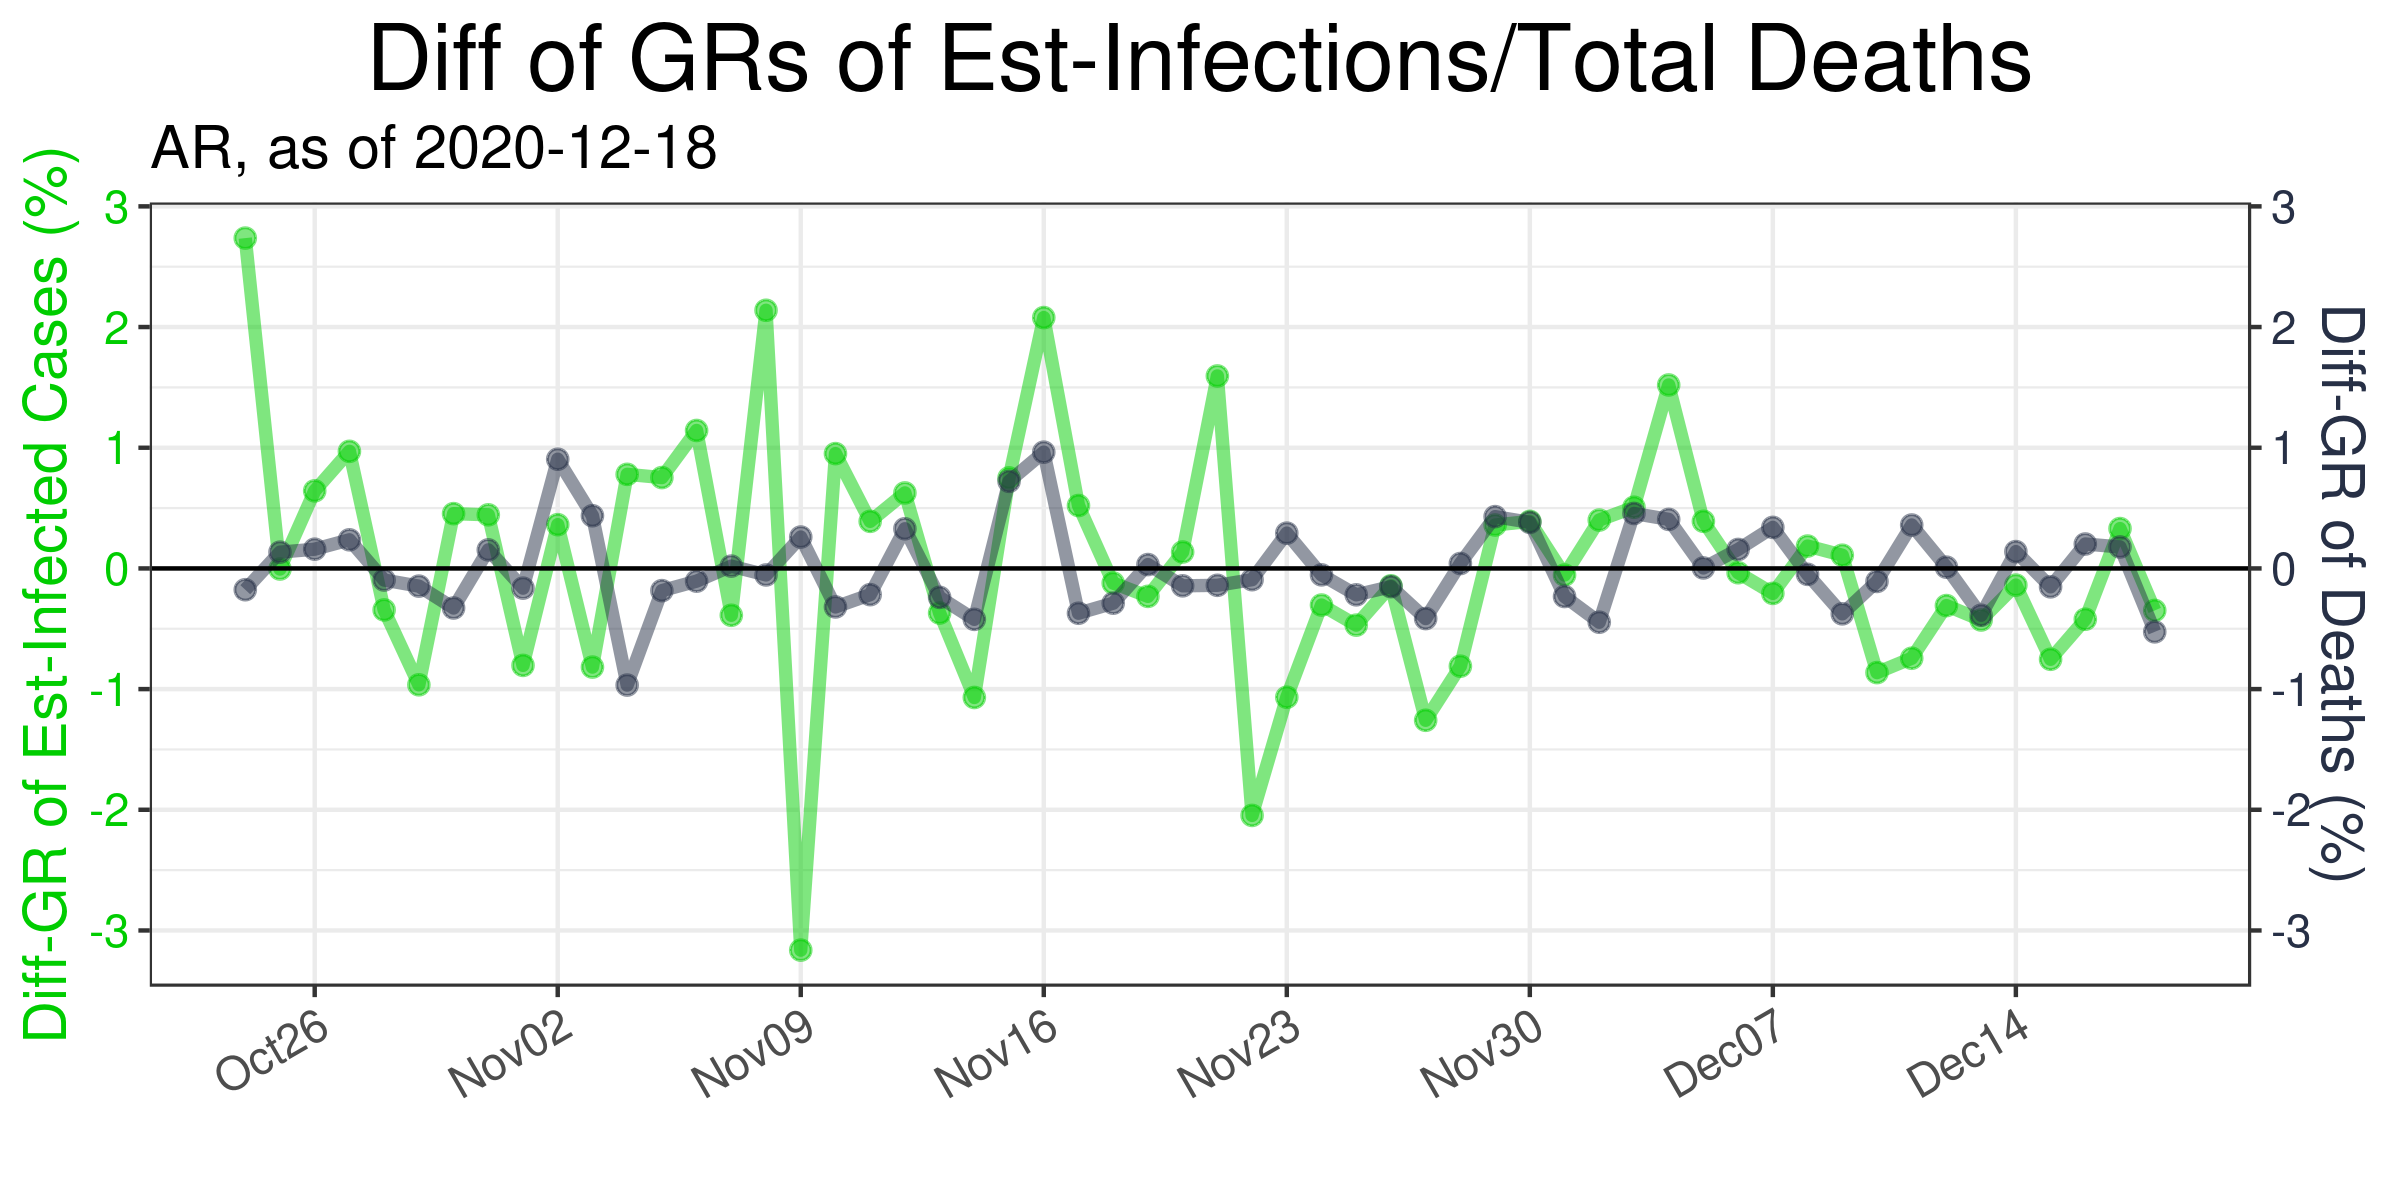 Diff of GRs of Est-Infections/Total Deaths
AR, as of 2020-12-18
Diff-GR of Est-Infected Cases (%)
3
2
1
0
-1
-2
-3
3
2
1
0
-1
-2
-3
Diff-GR of Deaths (%)
Oct26
Nov02
Nov09
Nov16
Nov23
Nov30
Dec07
Dec14